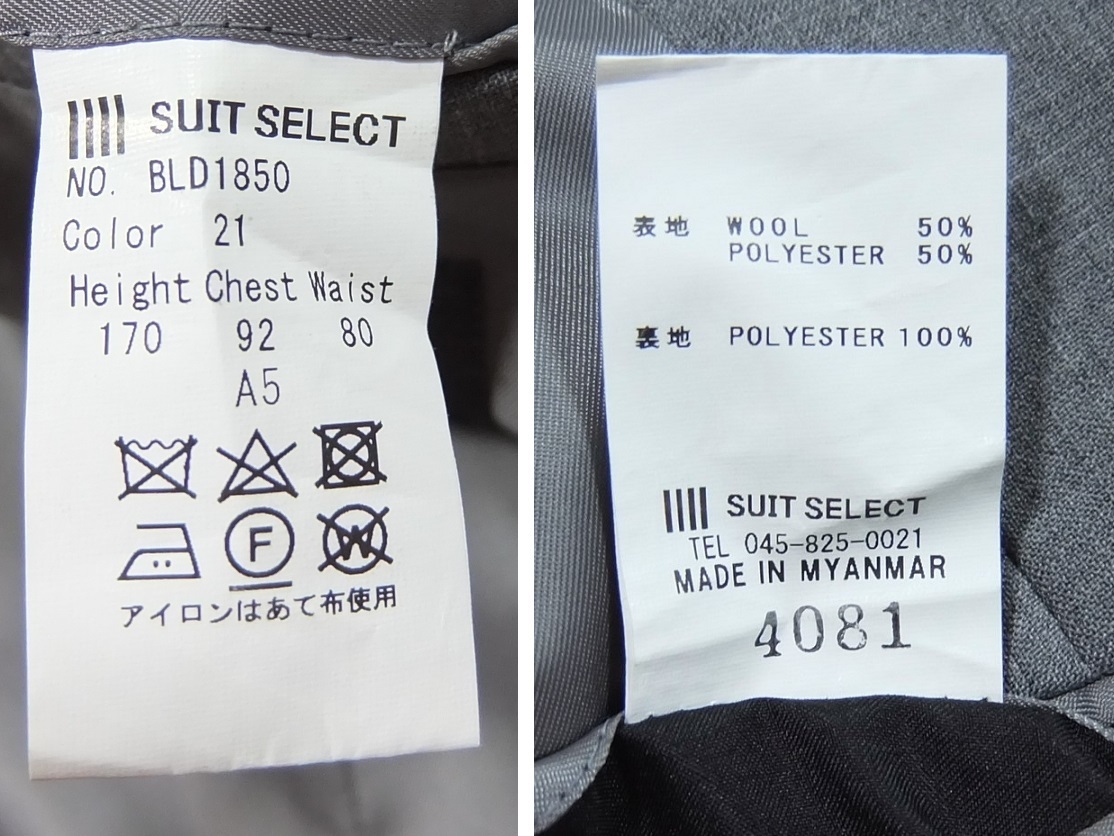 SUIT SELECT
NO. BLD1850
Color 21
Height Chest Waist
170 92 80
A5
F
W
アイロンはあて布使用
表地 WOOL 50%
POLYESTER 50%
裏地 POLYESTER 100%
SUIT SELECT
TEL 045-825-0021
MADE IN MYANMAR
4081